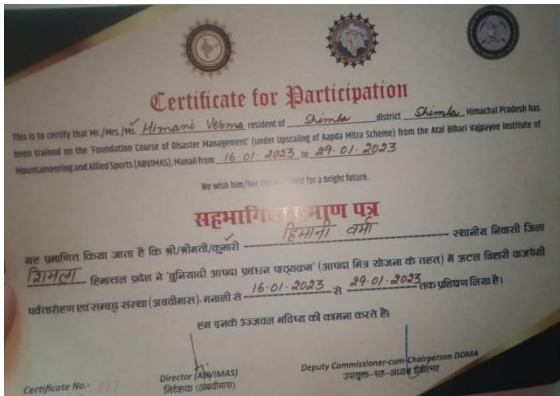 Certificate for Participation
This is to certify that Mr./Mrs./Ms. Himani Verma resident of Shimla district Shimla, Himachal Pradesh has
been trained on the 'Foundation Course of Disaster Management' (under Upscaling of Aapda Mitra Scheme) from the Atal Bihari Vajpayee Institute of
Mountaineering and Allied Sports (ABVIMAS), Manali from 16-01-2023 to 29-01-2023
We wish him/her for a bright future.
सहभागिता प्रमाण पत्र
यह प्रमाणित किया जाता है कि श्री/श्रीमती/कुमारी हिमानी वर्मा स्थानीय निवासी जिला
शिमला हिमाचल प्रदेश ने 'बुनियादी आपदा प्रबंधन पाठ्यक्रम' (आपदा मित्र योजना के तहत) में अटल बिहारी वाजपेयी
पर्वतारोहण एवं सम्बद्ध संस्था (अबवीमास), मनाली से 16-01-2023 से 29-01-2023 तक प्रशिक्षण लिया है।
हम इनके उज्जवल भविष्य की कामना करते हैं।
Certificate No.-
Director (ABVIMAS)
निदेशक (अबवीमास)
Deputy Commissioner-cum-Chairperson DDMA
उपायुक्त-सह-अध्यक्ष डीडीएमए